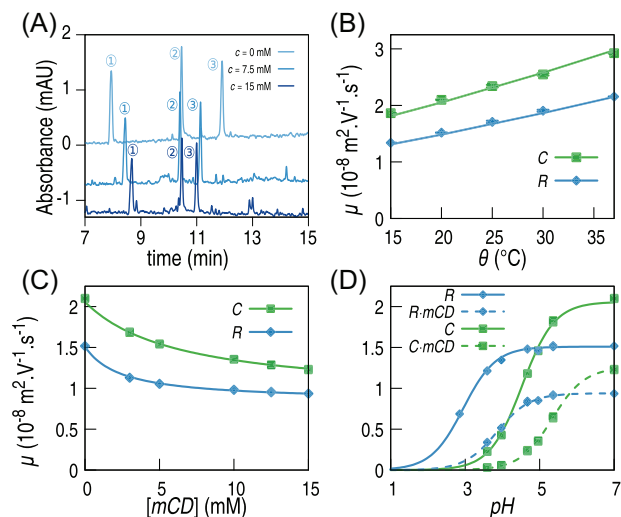 (A)
2
1
0
-1
Absorbance (mAU)
① ② ③
① ② ③
① ② ③
c = 0 mM
c = 7.5 mM
c = 15 mM
7 9 11 13 15
time (min)
(B)
3
2
1
0
μ (10⁻⁸ m².V⁻¹.s⁻¹)
C
R
15 20 25 30 35
θ (°C)
(C)
2
1.5
1
0.5
0
μ (10⁻⁸ m².V⁻¹.s⁻¹)
C
R
0 5 10 15
[mCD] (mM)
(D)
R
R·mCD
C
C·mCD
2
1.5
1
0.5
0
1 3 5 7
pH